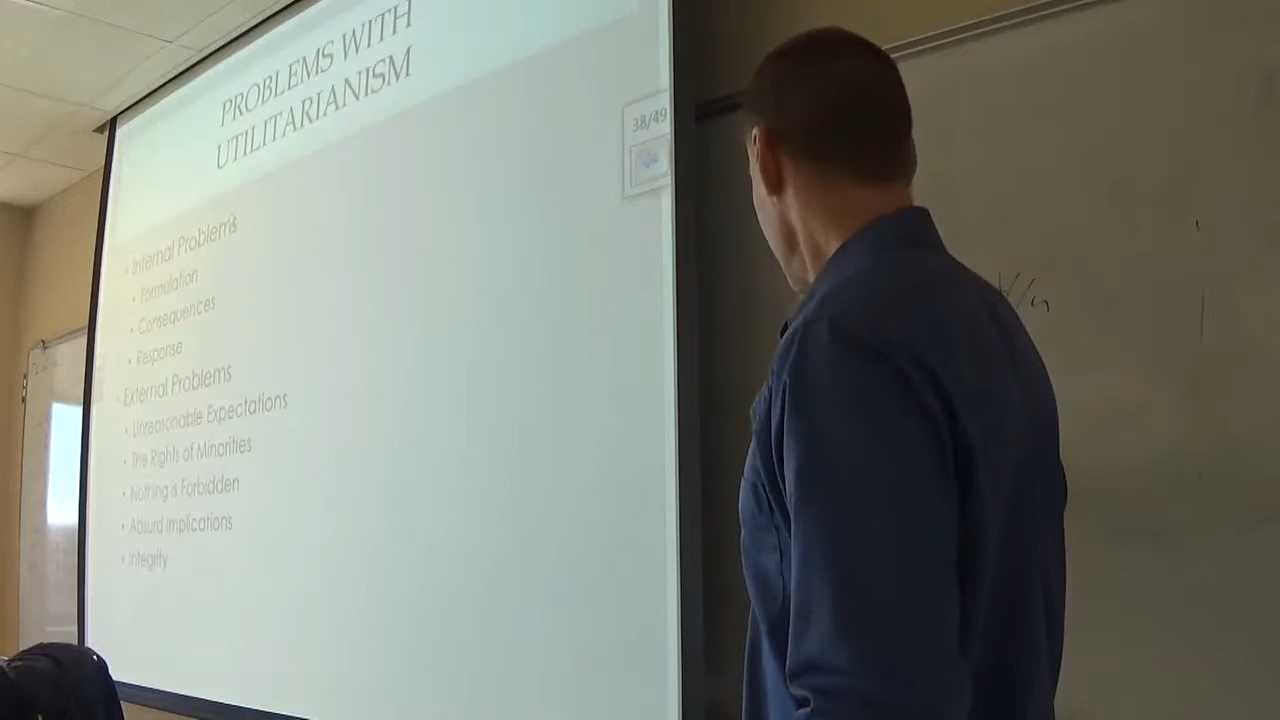 PROBLEMS WITH
UTILITARIANISM
38/49
• Internal Problems
• Formulation
• Consequences
• Response
• External Problems
• Unreasonable Expectations
• The Rights of Minorities
• Nothing is Forbidden
• Absurd Implications
• Integrity